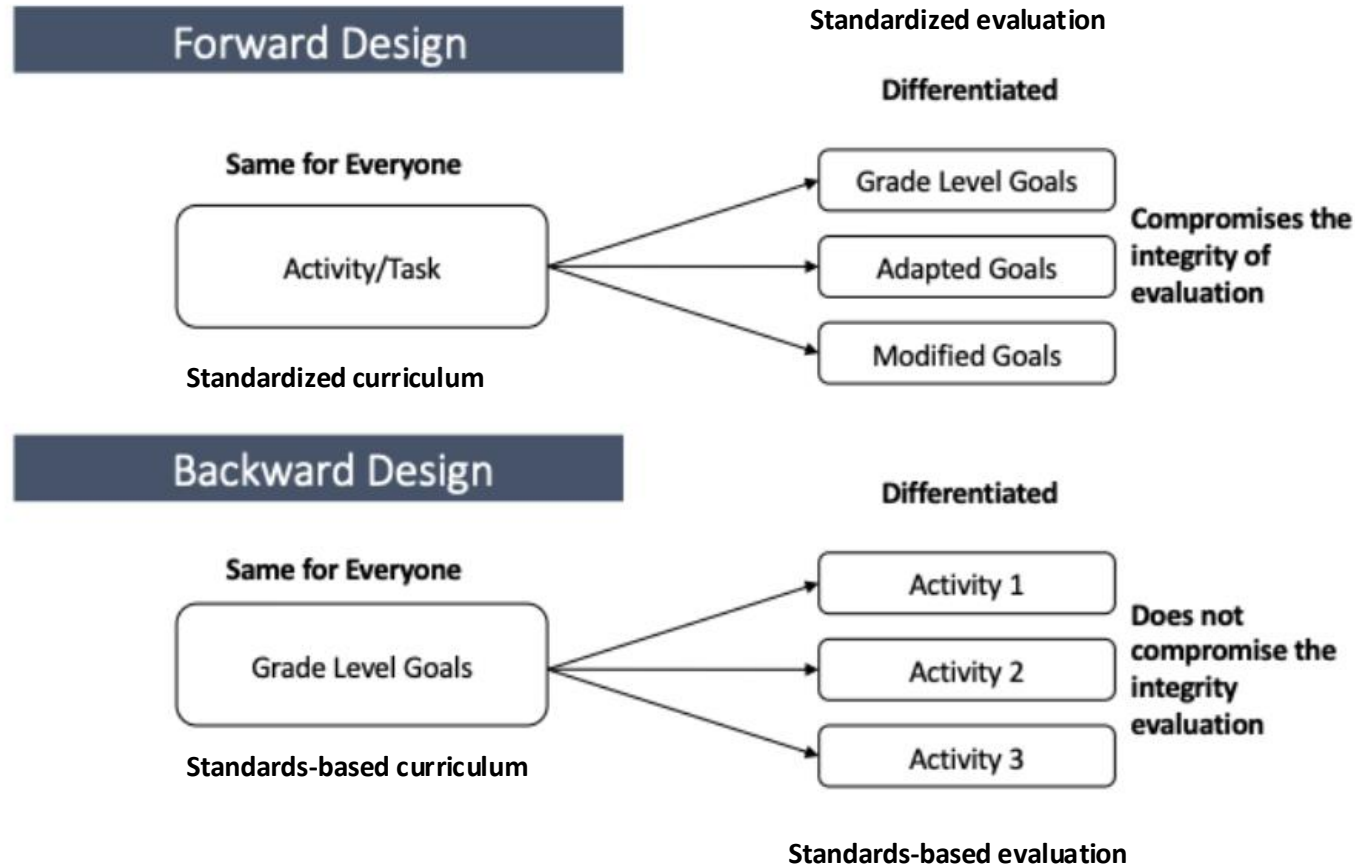 Forward Design
Standardized evaluation
Differentiated
Same for Everyone
Activity/Task
Standardized curriculum
Grade Level Goals
Adapted Goals
Modified Goals
Compromises the
integrity of
evaluation
Backward Design
Differentiated
Same for Everyone
Grade Level Goals
Standards-based curriculum
Activity 1
Activity 2
Activity 3
Does not
compromise the
integrity
evaluation
Standards-based evaluation